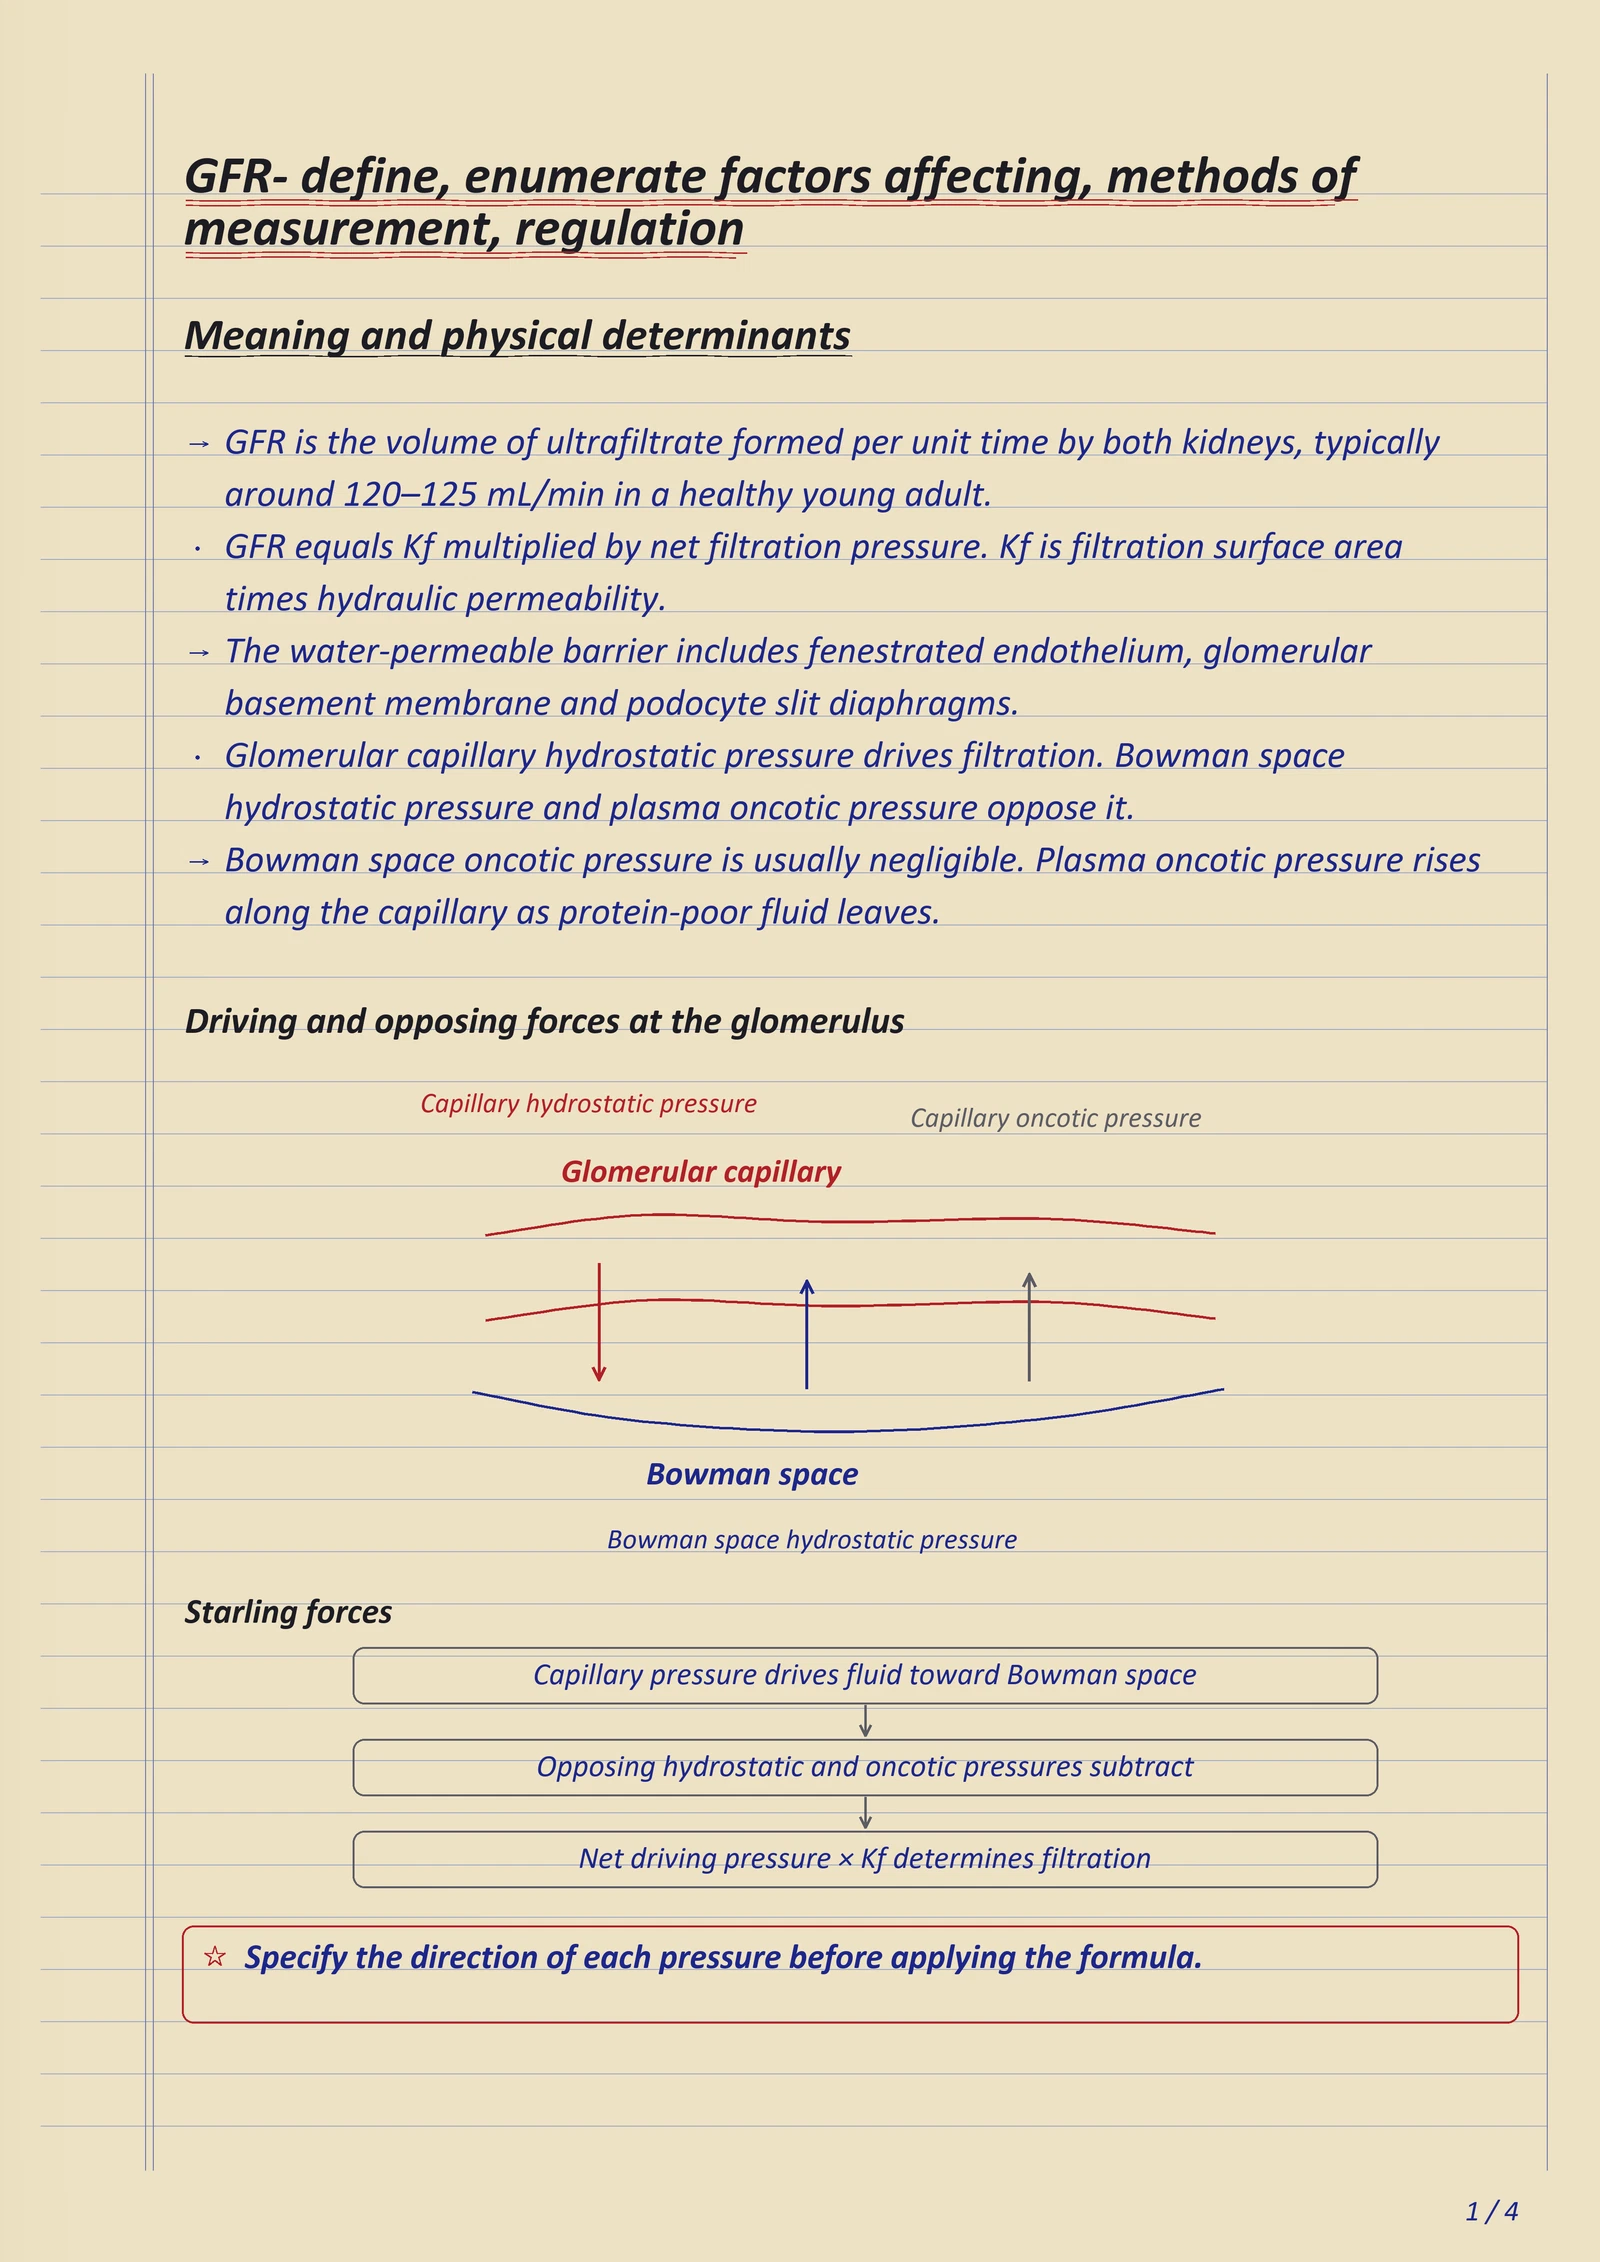 GFR- define, enumerate factors affecting, methods of
measurement, regulation
Meaning and physical determinants
→ GFR is the volume of ultrafiltrate formed per unit time by both kidneys, typically
around 120–125 mL/min in a healthy young adult.
· GFR equals Kf multiplied by net filtration pressure. Kf is filtration surface area
times hydraulic permeability.
→ The water-permeable barrier includes fenestrated endothelium, glomerular
basement membrane and podocyte slit diaphragms.
· Glomerular capillary hydrostatic pressure drives filtration. Bowman space
hydrostatic pressure and plasma oncotic pressure oppose it.
→ Bowman space oncotic pressure is usually negligible. Plasma oncotic pressure rises
along the capillary as protein-poor fluid leaves.
Driving and opposing forces at the glomerulus
Capillary hydrostatic pressure
Capillary oncotic pressure
Glomerular capillary
Bowman space
Bowman space hydrostatic pressure
Starling forces
Capillary pressure drives fluid toward Bowman space
Opposing hydrostatic and oncotic pressures subtract
Net driving pressure × Kf determines filtration
☆ Specify the direction of each pressure before applying the formula.
1 / 4